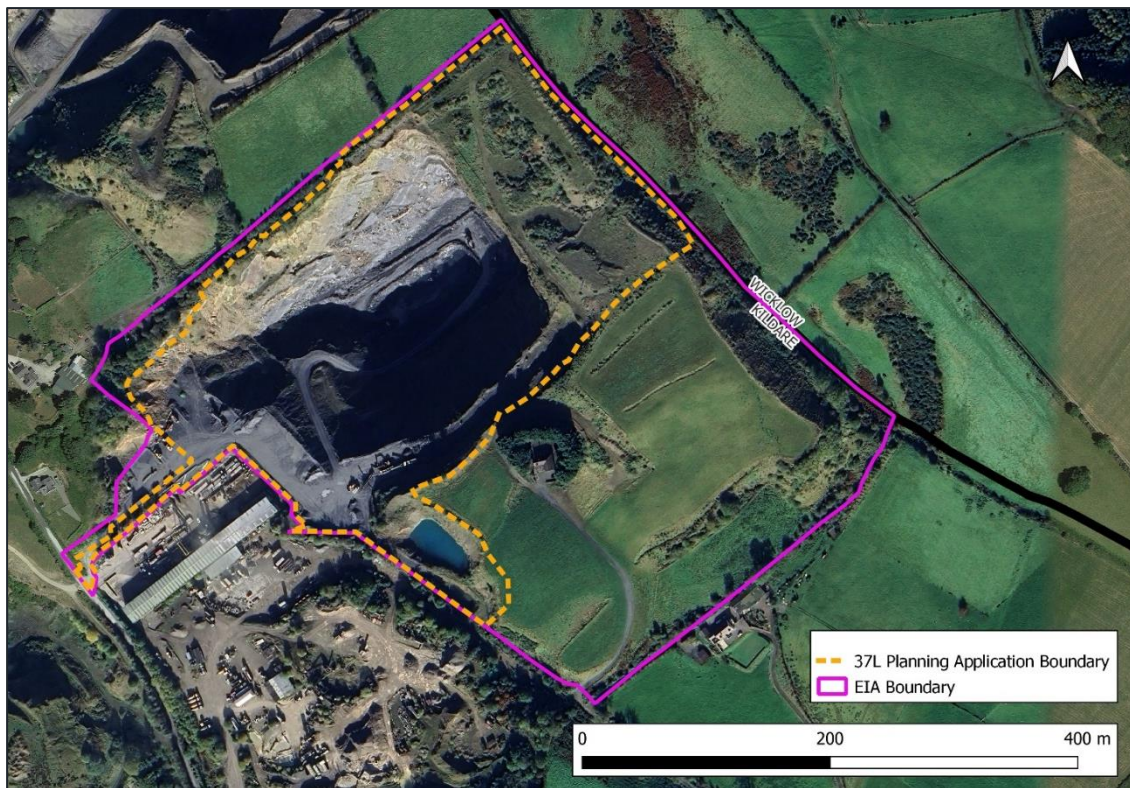 WICKLOW
KILDARE
37L Planning Application Boundary
EIA Boundary
0 200 400 m